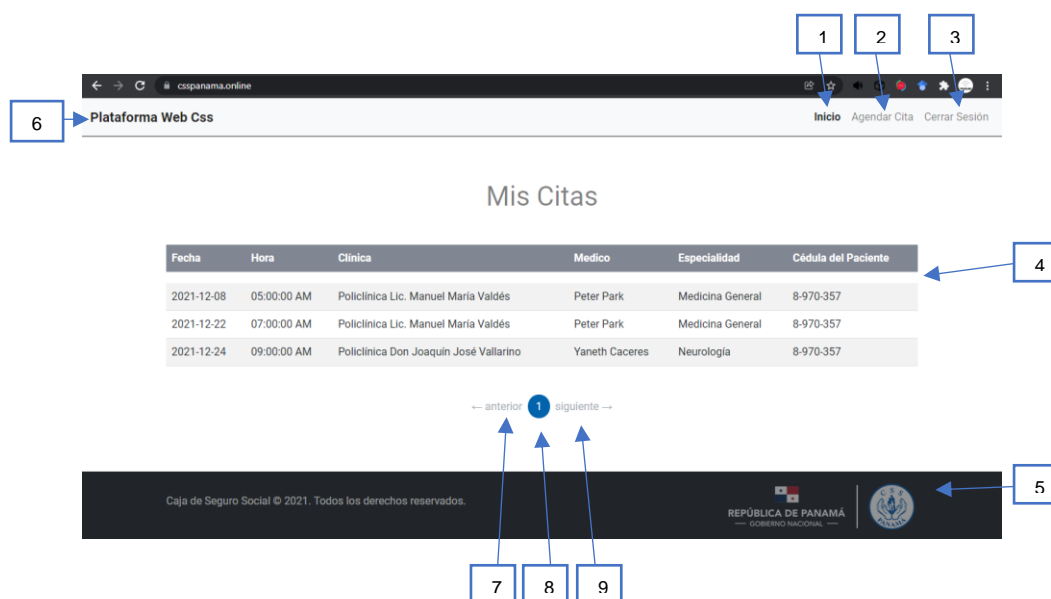 1 2 3
csspanama.online
6
Plataforma Web Css Inicio Agendar Cita Cerrar Sesión
Mis Citas
4
Fecha Hora Clínica Medico Especialidad Cédula del Paciente
2021-12-08 05:00:00 AM Policlínica Lic. Manuel María Valdés Peter Park Medicina General 8-970-357
2021-12-22 07:00:00 AM Policlínica Lic. Manuel María Valdés Peter Park Medicina General 8-970-357
2021-12-24 09:00:00 AM Policlínica Don Joaquín José Vallarino Yaneth Caceres Neurología 8-970-357
← anterior 1 siguiente →
5
Caja de Seguro Social © 2021. Todos los derechos reservados.
REPÚBLICA DE PANAMÁ
— GOBIERNO NACIONAL —
CSS
PANAMÁ
7 8 9